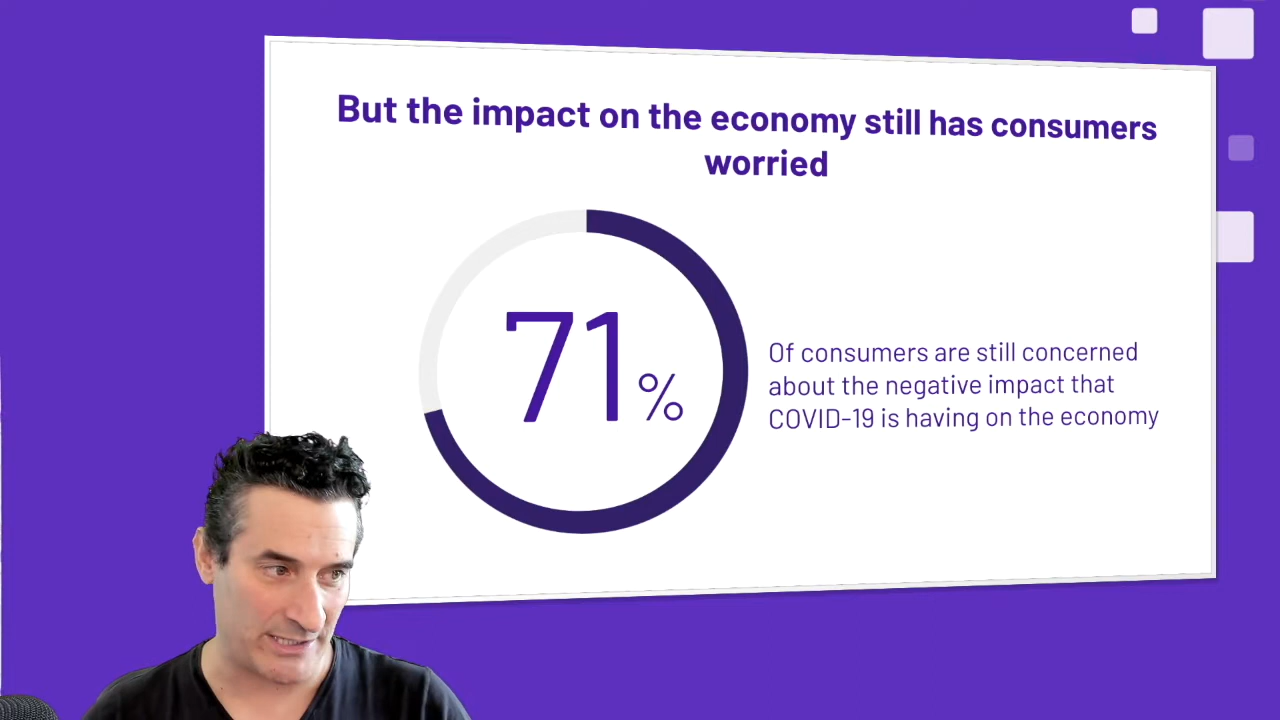 But the impact on the economy still has consumers
worried
71%
Of consumers are still concerned
about the negative impact that
COVID-19 is having on the economy